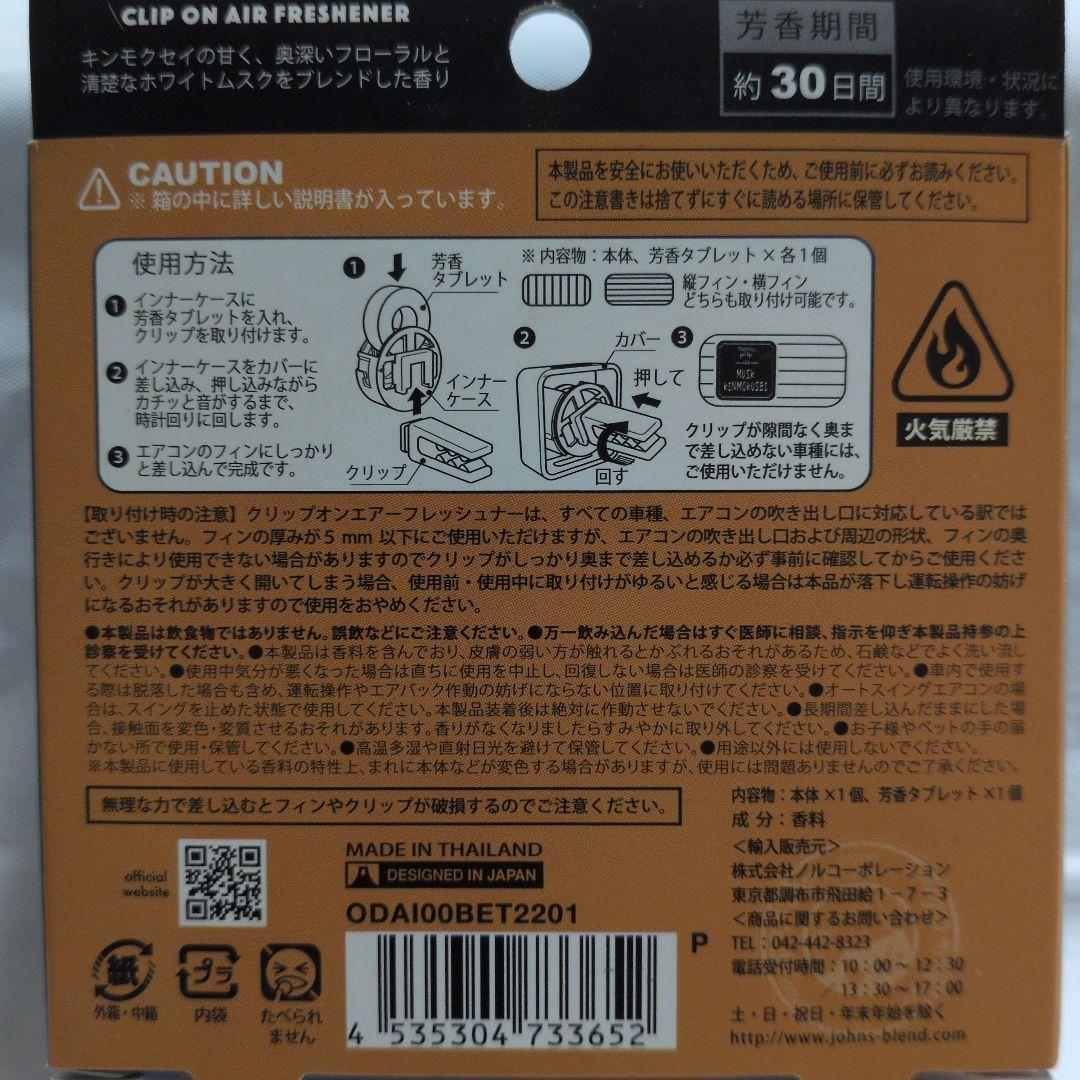 CLIP ON AIR FRESHENER
キンモクセイの甘く、奥深いフローラルと
清楚なホワイトムスクをブレンドした香り
芳香期間
約30日間
使用環境・状況に
より異なります。
CAUTION
※箱の中に詳しい説明書が入っています。
本製品を安全にお使いいただくため、ご使用前に必ずお読みください。
この注意書きは捨てずにすぐに読める場所に保管してください。
使用方法
1 インナーケースに
芳香タブレットを入れ、
クリップを取り付けます。
2 インナーケースをカバーに
差し込み、押し込みながら
カチッと音がするまで、
時計回りに回します。
3 エアコンのフィンにしっかり
と差し込んで完成です。
1
芳香
タブレット
インナー
ケース
クリップ
※内容物：本体、芳香タブレット×各1個
縦フィン・横フィン
どちらも取り付け可能です。
2
カバー
押して
回す
3
MUSK
KINMOKUSEI
クリップが隙間なく奥ま
で差し込めない車種には、
ご使用いただけません。
火気厳禁
【取り付け時の注意】クリップオンエアーフレッシュナーは、すべての車種、エアコンの吹き出し口に対応している訳では
ございません。フィンの厚みが5 mm 以下にご使用いただけますが、エアコンの吹き出し口および周辺の形状、フィンの奥
行きにより使用できない場合がありますのでクリップがしっかり奥まで差し込めるか必ず事前に確認してからご使用くださ
い。クリップが大きく開いてしまう場合、使用前・使用中に取り付けがゆるいと感じる場合は本品が落下し運転操作の妨げ
になるおそれがありますので使用をおやめください。
●本製品は飲食物ではありません。誤飲などにご注意ください。●万一飲み込んだ場合はすぐ医師に相談、指示を仰ぎ本製品持参の上
診察を受けてください。●本製品は香料を含んでおり、皮膚の弱い方が触れるとかぶれるおそれがあるため、石鹸などでよく洗い流し
てください。●使用中気分が悪くなった場合は直ちに使用を中止し、回復しない場合は医師の診察を受けてください。●車内で使用す
る際は脱落した場合も含め、運転操作やエアバック作動の妨げにならない位置に取り付けてください。●オートスイングエアコンの場
合は、スイングを止めた状態で使用してください。本製品装着後は絶対に作動させないでください。●長期間差し込んだままにした場
合、接触面を変色・変質させるおそれがあります。香りがなくなりましたらすみやかに取り外してください。●お子様やペットの手の届
かない所で使用・保管してください。●高温多湿や直射日光を避けて保管してください。●用途以外には使用しないでください。
※本製品に使用している香料の特性上、まれに本体などが変色する場合がありますが、使用には問題ありませんのでご了承ください。
無理な力で差し込むとフィンやクリップが破損するのでご注意ください。
内容物：本体×1個、芳香タブレット×1個
成 分：香料
＜輸入販売元＞
株式会社ノルコーポレーション
東京都調布市飛田給1－7－3
＜商品に関するお問い合わせ＞
TEL：042-442-8323
電話受付時間：10：00～12：30
／13：30～17：00
土・日・祝日・年末年始を除く
http://www.johns-blend.com
official
website
MADE IN THAILAND
DESIGNED IN JAPAN
ODAI00BET2201
P
紙
外箱・中箱
プラ
内袋
たべられ
ません
4 535304 733652